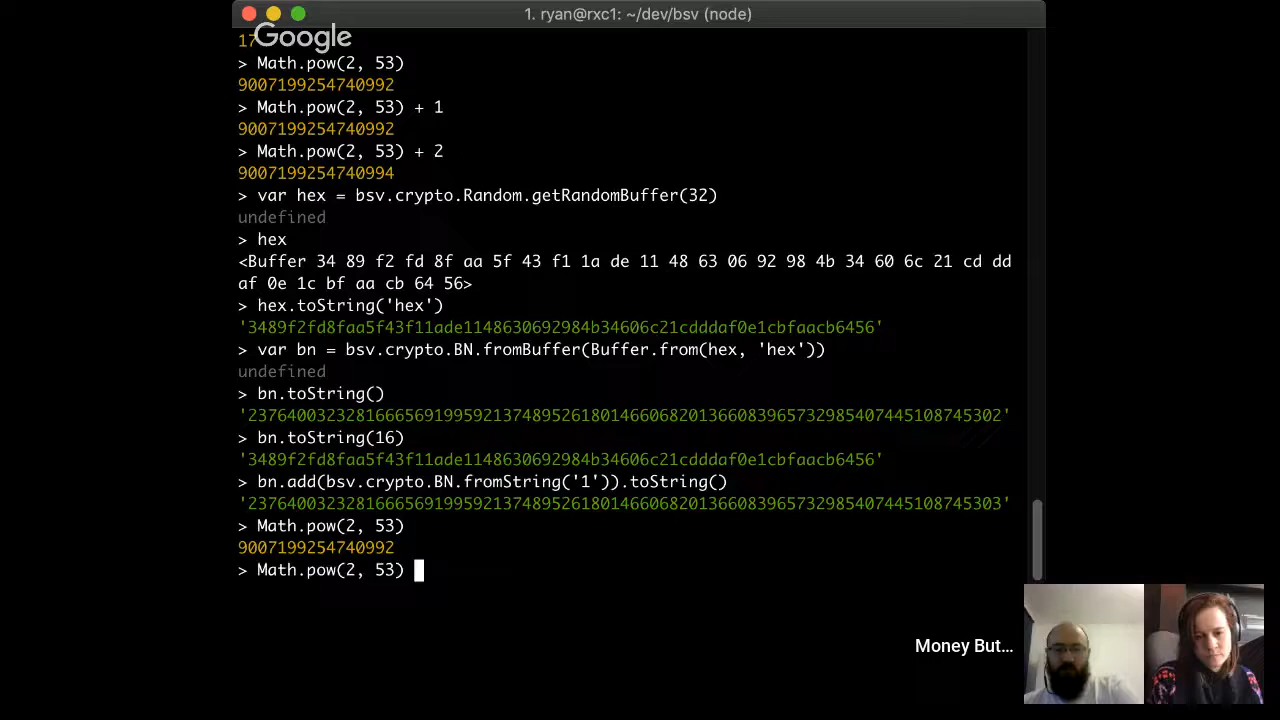 1. ryan@rxc1: ~/dev/bsv (node)
Google
17
> Math.pow(2, 53)
9007199254740992
> Math.pow(2, 53) + 1
9007199254740992
> Math.pow(2, 53) + 2
9007199254740994
> var hex = bsv.crypto.Random.getRandomBuffer(32)
undefined
> hex
<Buffer 34 89 f2 fd 8f aa 5f 43 f1 1a de 11 48 63 06 92 98 4b 34 60 6c 21 cd dd
af 0e 1c bf aa cb 64 56>
> hex.toString('hex')
'3489f2fd8faa5f43f11ade1148630692984b34606c21cdddaf0e1cbfaacb6456'
> var bn = bsv.crypto.BN.fromBuffer(Buffer.from(hex, 'hex'))
undefined
> bn.toString()
'23764003232816665691995921374895261801466068201366083965732985407445108745302'
> bn.toString(16)
'3489f2fd8faa5f43f11ade1148630692984b34606c21cdddaf0e1cbfaacb6456'
> bn.add(bsv.crypto.BN.fromString('1')).toString()
'23764003232816665691995921374895261801466068201366083965732985407445108745303'
> Math.pow(2, 53)
9007199254740992
> Math.pow(2, 53)
Money But...